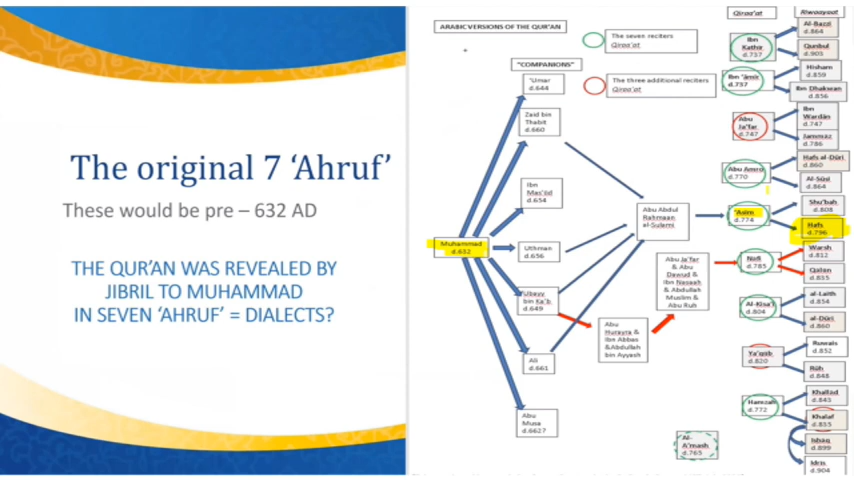 The original 7 ‘Ahruf’
These would be pre – 632 AD
THE QUR’AN WAS REVEALED BY
JIBRIL TO MUHAMMAD
IN SEVEN ‘AHRUF’ = DIALECTS?
ARABIC VERSIONS OF THE QUR’AN
The seven reciters
Qiraa’at
The three additional reciters
Qiraa’at
"COMPANIONS"
‘Umar
d.644
Zaid bin
Thabit
d.660
Ibn
Mas’ud
d.654
Muhammad
d.632
Uthman
d.656
Ubayy
bin Ka’b
d.649
Ali
d.661
Abu
Musa
d.662?
Abu Abdul
Rahmaan
al-Sulami
Abu
Hurayra &
Ibn Abbas
&Abdullah
bin Ayyash
Abu Ja’far
& Abu
Dawud &
Ibn Nasaah
& Abdullah
Muslim &
Abu Ruh
Qiraa’at
Ibn
Kathir
d.737
Ibn ‘amir
d.737
Abu
Ja’far
d.747
Abu Amro
d.770
‘Asim
d.774
Nafi
d.785
Al-Kisa’i
d.804
Ya’qub
d.820
Hamzah
d.772
Al-
A’mash
d.765
Al-Bazzi
d.864
Qunbul
d.903
Hisham
d.859
Ibn Dhakwan
d.856
Ibn
Wardan
d.747
Jammaz
d.786
Hafs al-Duri
d.860
Al-Susi
d.864
Shu’bah
d.808
Hafs
d.796
Warsh
d.812
Qalun
d.835
al-Laith
d.854
al-Duri
d.860
Ruwais
d.852
Rūh
d.848
Khallad
d.843
Khalaf
Ishaq
d.899
Idris
d.904